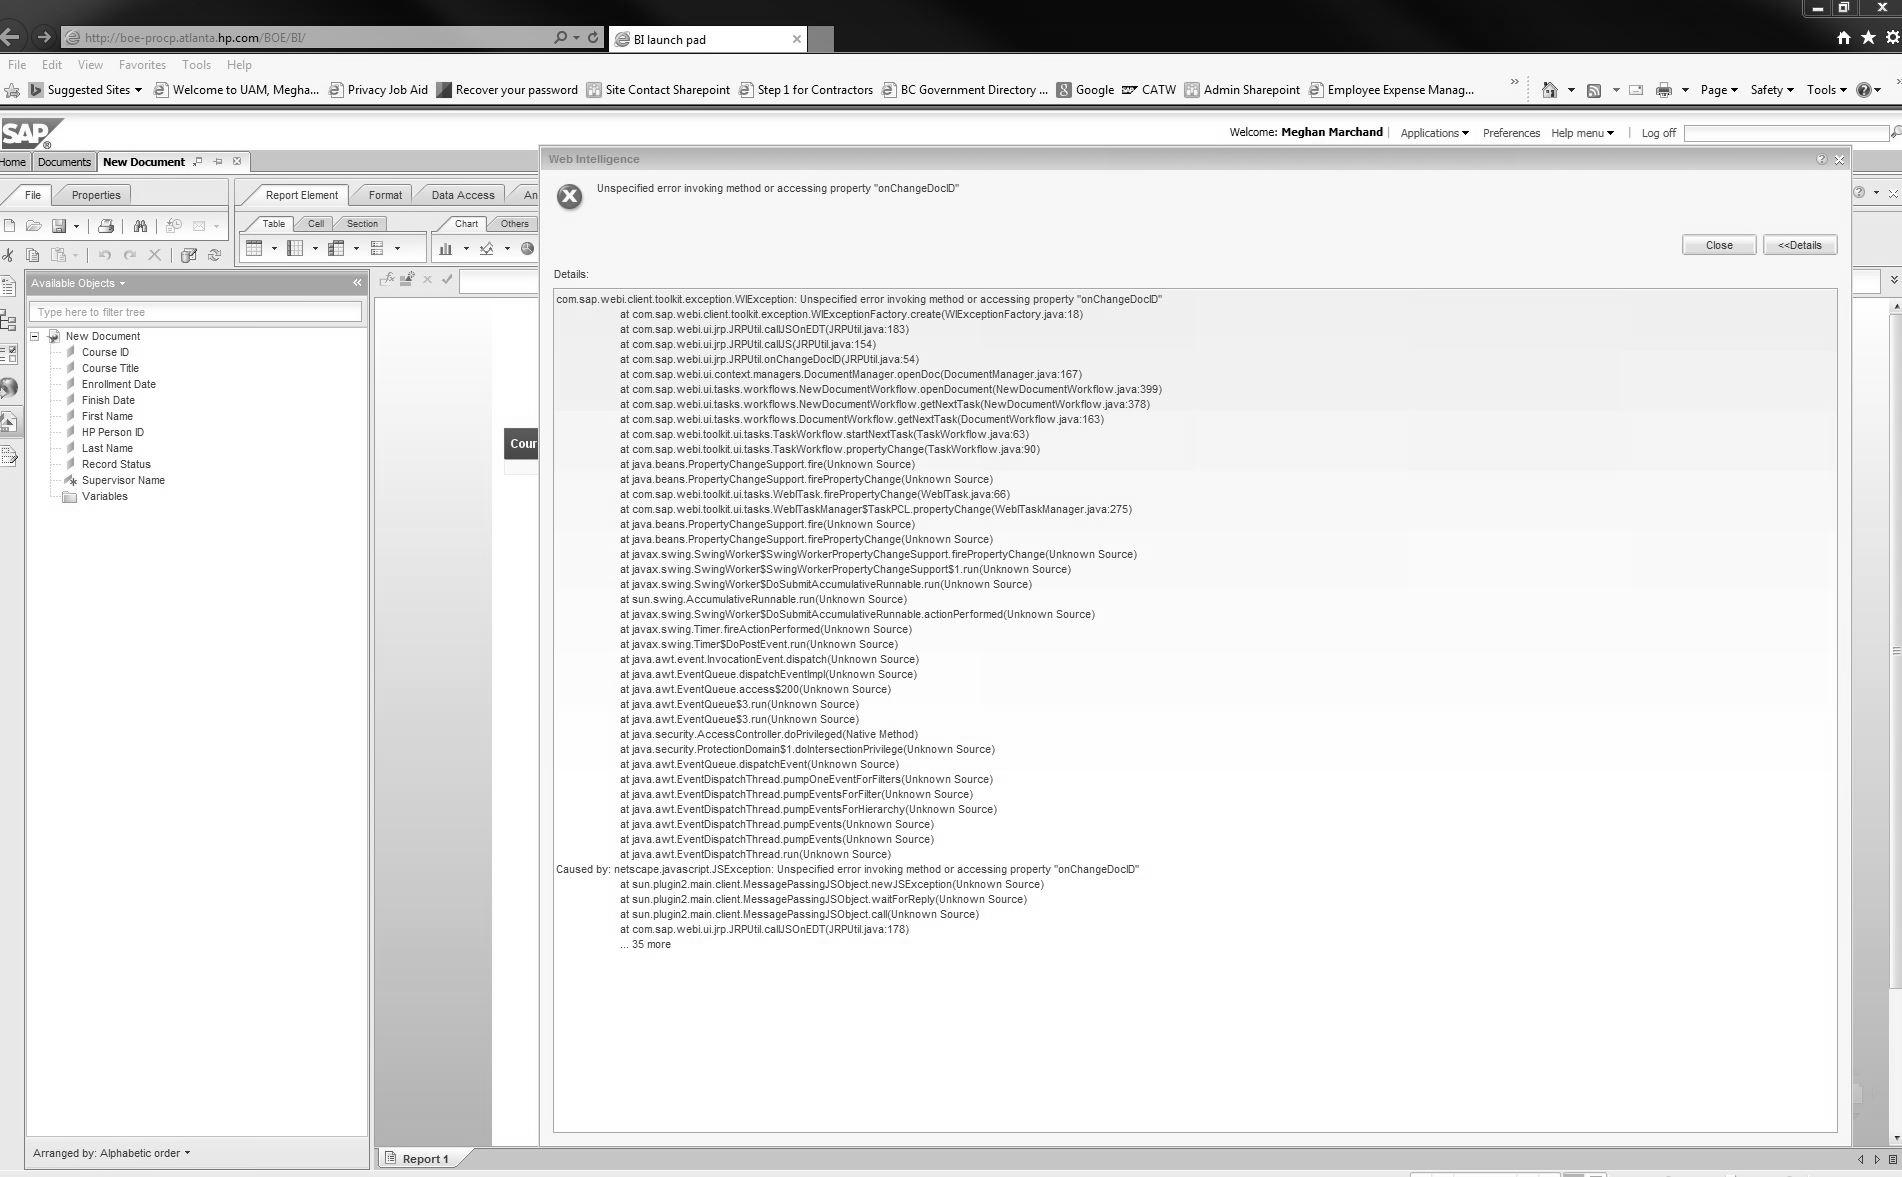 http://boe-procp.atlanta.hp.com/BOE/BI/
BI launch pad
File Edit View Favorites Tools Help
Suggested Sites Welcome to UAM, Megha... Privacy Job Aid Recover your password Site Contact Sharepoint Step 1 for Contractors BC Government Directory ... Google CATW Admin Sharepoint Employee Expense Manag... Page Safety Tools
SAP
Welcome: Meghan Marchand Applications Preferences Help menu Log off
Home Documents New Document
Web Intelligence
File Properties Report Element Format Data Access An
Table Cell Section Chart Others
Unspecified error invoking method or accessing property "onChangeDocID"
Close <<Details
Available Objects
Type here to filter tree
New Document
Course ID
Course Title
Enrollment Date
Finish Date
First Name
HP Person ID
Last Name
Record Status
Supervisor Name
Variables
Arranged by: Alphabetic order
Cour
Report 1
Details:
com.sap.webi.client.toolkit.exception.WIException: Unspecified error invoking method or accessing property "onChangeDocID"
at com.sap.webi.client.toolkit.exception.WIExceptionFactory.create(WIExceptionFactory.java:18)
at com.sap.webi.ui.jrp.JRPUtil.callJSOnEDT(JRPUtil.java:183)
at com.sap.webi.ui.jrp.JRPUtil.callJS(JRPUtil.java:154)
at com.sap.webi.ui.jrp.JRPUtil.onChangeDocID(JRPUtil.java:54)
at com.sap.webi.ui.context.managers.DocumentManager.openDoc(DocumentManager.java:167)
at com.sap.webi.ui.tasks.workflows.NewDocumentWorkflow.openDocument(NewDocumentWorkflow.java:399)
at com.sap.webi.ui.tasks.workflows.NewDocumentWorkflow.getNextTask(NewDocumentWorkflow.java:378)
at com.sap.webi.ui.tasks.workflows.DocumentWorkflow.getNextTask(DocumentWorkflow.java:163)
at com.sap.webi.toolkit.ui.tasks.TaskWorkflow.startNextTask(TaskWorkflow.java:63)
at com.sap.webi.toolkit.ui.tasks.TaskWorkflow.propertyChange(TaskWorkflow.java:90)
at java.beans.PropertyChangeSupport.fire(Unknown Source)
at java.beans.PropertyChangeSupport.firePropertyChange(Unknown Source)
at com.sap.webi.toolkit.ui.tasks.WebITask.firePropertyChange(WebITask.java:66)
at com.sap.webi.toolkit.ui.tasks.WebITaskManager$TaskPCL.propertyChange(WebITaskManager.java:275)
at java.beans.PropertyChangeSupport.fire(Unknown Source)
at java.beans.PropertyChangeSupport.firePropertyChange(Unknown Source)
at javax.swing.SwingWorker$SwingWorkerPropertyChangeSupport.firePropertyChange(Unknown Source)
at javax.swing.SwingWorker$SwingWorkerPropertyChangeSupport$1.run(Unknown Source)
at javax.swing.SwingWorker$DoSubmitAccumulativeRunnable.run(Unknown Source)
at sun.swing.AccumulativeRunnable.run(Unknown Source)
at javax.swing.SwingWorker$DoSubmitAccumulativeRunnable.actionPerformed(Unknown Source)
at javax.swing.Timer.fireActionPerformed(Unknown Source)
at javax.swing.Timer$DoPostEvent.run(Unknown Source)
at java.awt.event.InvocationEvent.dispatch(Unknown Source)
at java.awt.EventQueue.dispatchEventImpl(Unknown Source)
at java.awt.EventQueue.access$200(Unknown Source)
at java.awt.EventQueue$3.run(Unknown Source)
at java.awt.EventQueue$3.run(Unknown Source)
at java.security.AccessController.doPrivileged(Native Method)
at java.security.ProtectionDomain$1.doIntersectionPrivilege(Unknown Source)
at java.awt.EventQueue.dispatchEvent(Unknown Source)
at java.awt.EventDispatchThread.pumpOneEventForFilters(Unknown Source)
at java.awt.EventDispatchThread.pumpEventsForFilter(Unknown Source)
at java.awt.EventDispatchThread.pumpEventsForHierarchy(Unknown Source)
at java.awt.EventDispatchThread.pumpEvents(Unknown Source)
at java.awt.EventDispatchThread.pumpEvents(Unknown Source)
at java.awt.EventDispatchThread.run(Unknown Source)
Caused by: netscape.javascript.JSException: Unspecified error invoking method or accessing property "onChangeDocID"
at sun.plugin2.main.client.MessagePassingJSObject.newJSException(Unknown Source)
at sun.plugin2.main.client.MessagePassingJSObject.waitForReply(Unknown Source)
at sun.plugin2.main.client.MessagePassingJSObject.call(Unknown Source)
at com.sap.webi.ui.jrp.JRPUtil.callJSOnEDT(JRPUtil.java:178)
... 35 more